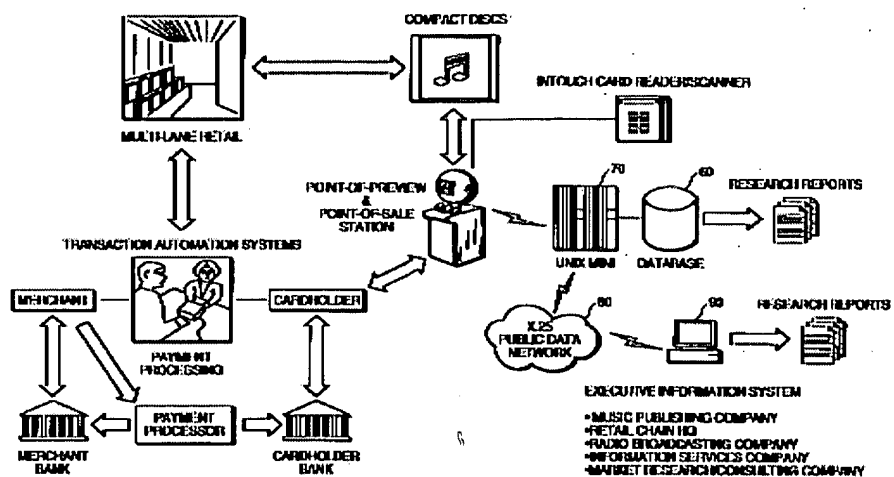 COMPACT DISCS
INTOUCH CARD READER/SCANNER
MULTI-LANE RETAIL
POINT-OF-PREVIEW
&
POINT-OF-SALE
STATION
70
60
RESEARCH REPORTS
UNIX MINI
DATABASE
TRANSACTION AUTOMATION SYSTEMS
MERCHANT
CARDHOLDER
PAYMENT
PROCESSING
80
X.25
PUBLIC DATA
NETWORK
90
RESEARCH REPORTS
PAYMENT
PROCESSOR
MERCHANT
BANK
CARDHOLDER
BANK
EXECUTIVE INFORMATION SYSTEM
•MUSIC PUBLISHING COMPANY
•RETAIL CHAIN HQ
•RADIO BROADCASTING COMPANY
•INFORMATION SERVICES COMPANY
•MARKET RESEARCH/CONSULTING COMPANY